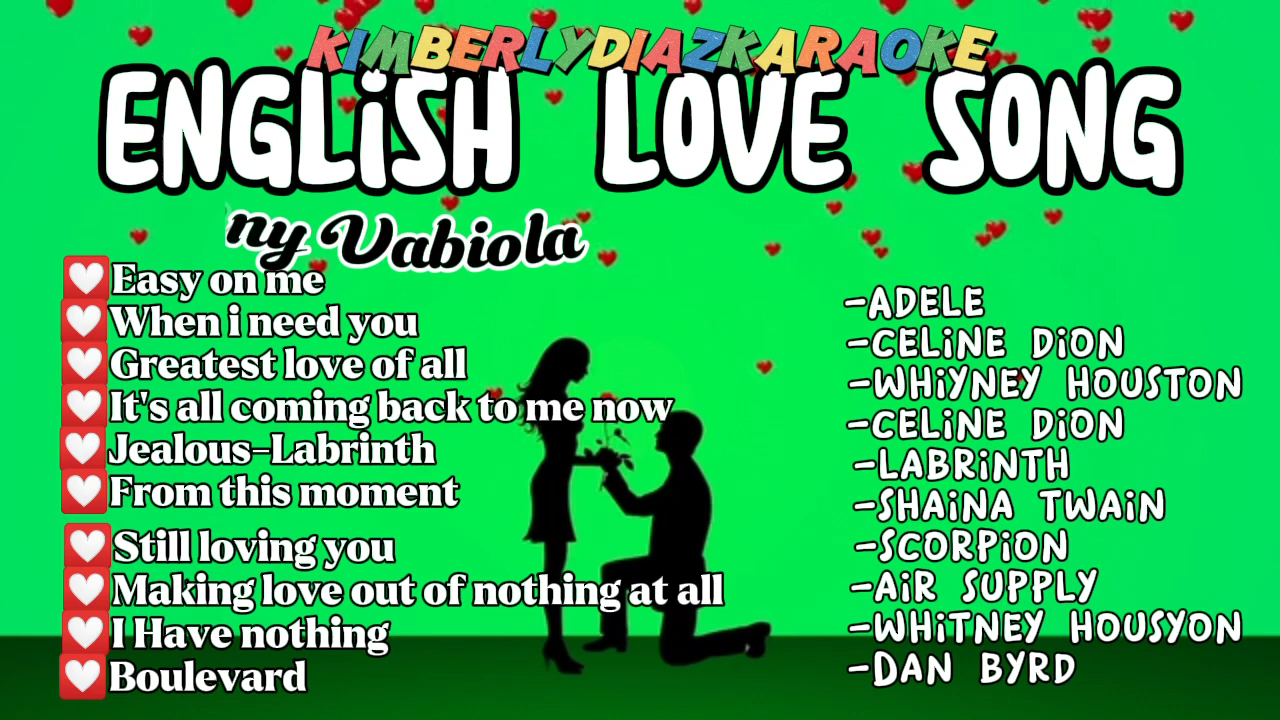 KIMBERLYDIAZKARAOKE
ENGLiSH LOVE SONG
ny Vabiola
Easy on me
When i need you
Greatest love of all
It's all coming back to me now
Jealous-Labrinth
From this moment
Still loving you
Making love out of nothing at all
I Have nothing
Boulevard
-ADELE
-CELiNE DiON
-WHiYNEY HOUSTON
-CELiNE DiON
-LABRiNTH
-SHAiNA TWAiN
-SCORPiON
-AiR SUPPLY
-WHiTNEY HOUSYON
-DAN BYRD